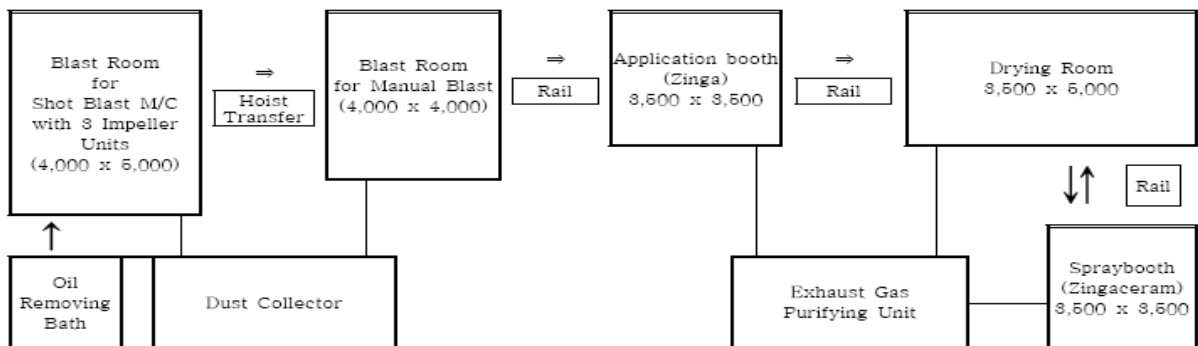 Blast Room
for
Shot Blast M/C
with 3 Impeller
Units
(4,000 x 5,000)
⇒
Hoist
Transfer
Blast Room
for Manual Blast
(4,000 x 4,000)
⇒
Rail
Application booth
(Zinga)
3,500 x 3,500
⇒
Rail
Drying Room
3,500 x 5,000
↑
↓↑
Rail
Oil
Removing
Bath
Dust Collector
Exhaust Gas
Purifying Unit
Spraybooth
(Zingaceram)
3,500 x 3,500